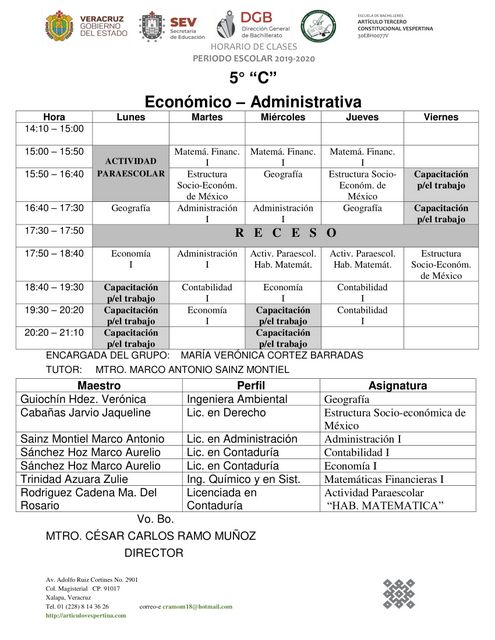 VERACRUZ
GOBIERNO
DEL ESTADO
SEV
Secretaría
de Educación
DGB
Dirección General
de Bachillerato
ESCUELA DE BACHILLERES
ARTÍCULO TERCERO
CONSTITUCIONAL VESPERTINA
30EBH0077V
HORARIO DE CLASES
PERIODO ESCOLAR 2019-2020
5° “C”
Económico – Administrativa
Hora Lunes Martes Miércoles Jueves Viernes
14:10 – 15:00
15:00 – 15:50 ACTIVIDAD PARAESCOLAR Matemá. Financ. I Matemá. Financ. I Matemá. Financ. I
15:50 – 16:40 Estructura Socio-Económ. de México Geografía Estructura Socio-Económ. de México Capacitación p/el trabajo
16:40 – 17:30 Geografía Administración I Administración I Geografía Capacitación p/el trabajo
17:30 – 17:50 R E C E S O
17:50 – 18:40 Economía I Administración I Activ. Paraescol. Hab. Matemát. Activ. Paraescol. Hab. Matemát. Estructura Socio-Económ. de México
18:40 – 19:30 Capacitación p/el trabajo Contabilidad I Economía I Contabilidad I
19:30 – 20:20 Capacitación p/el trabajo Economía I Capacitación p/el trabajo Contabilidad I
20:20 – 21:10 Capacitación p/el trabajo Capacitación p/el trabajo
ENCARGADA DEL GRUPO: MARÍA VERÓNICA CORTEZ BARRADAS
TUTOR: MTRO. MARCO ANTONIO SAINZ MONTIEL
Maestro Perfil Asignatura
Guiochín Hdez. Verónica Ingeniera Ambiental Geografía
Cabañas Jarvio Jaqueline Lic. en Derecho Estructura Socio-económica de México
Sainz Montiel Marco Antonio Lic. en Administración Administración I
Sánchez Hoz Marco Aurelio Lic. en Contaduría Contabilidad I
Sánchez Hoz Marco Aurelio Lic. en Contaduría Economía I
Trinidad Azuara Zulie Ing. Químico y en Sist. Matemáticas Financieras I
Rodriguez Cadena Ma. Del Rosario Licenciada en Contaduría Actividad Paraescolar “HAB. MATEMATICA”
Vo. Bo.
MTRO. CÉSAR CARLOS RAMO MUÑOZ
DIRECTOR
Av. Adolfo Ruiz Cortines No. 2901
Col. Magisterial CP. 91017
Xalapa, Veracruz
Tel. 01 (228) 8 14 36 26 correo-e cramom18@hotmail.com
http://articulovespertina.com